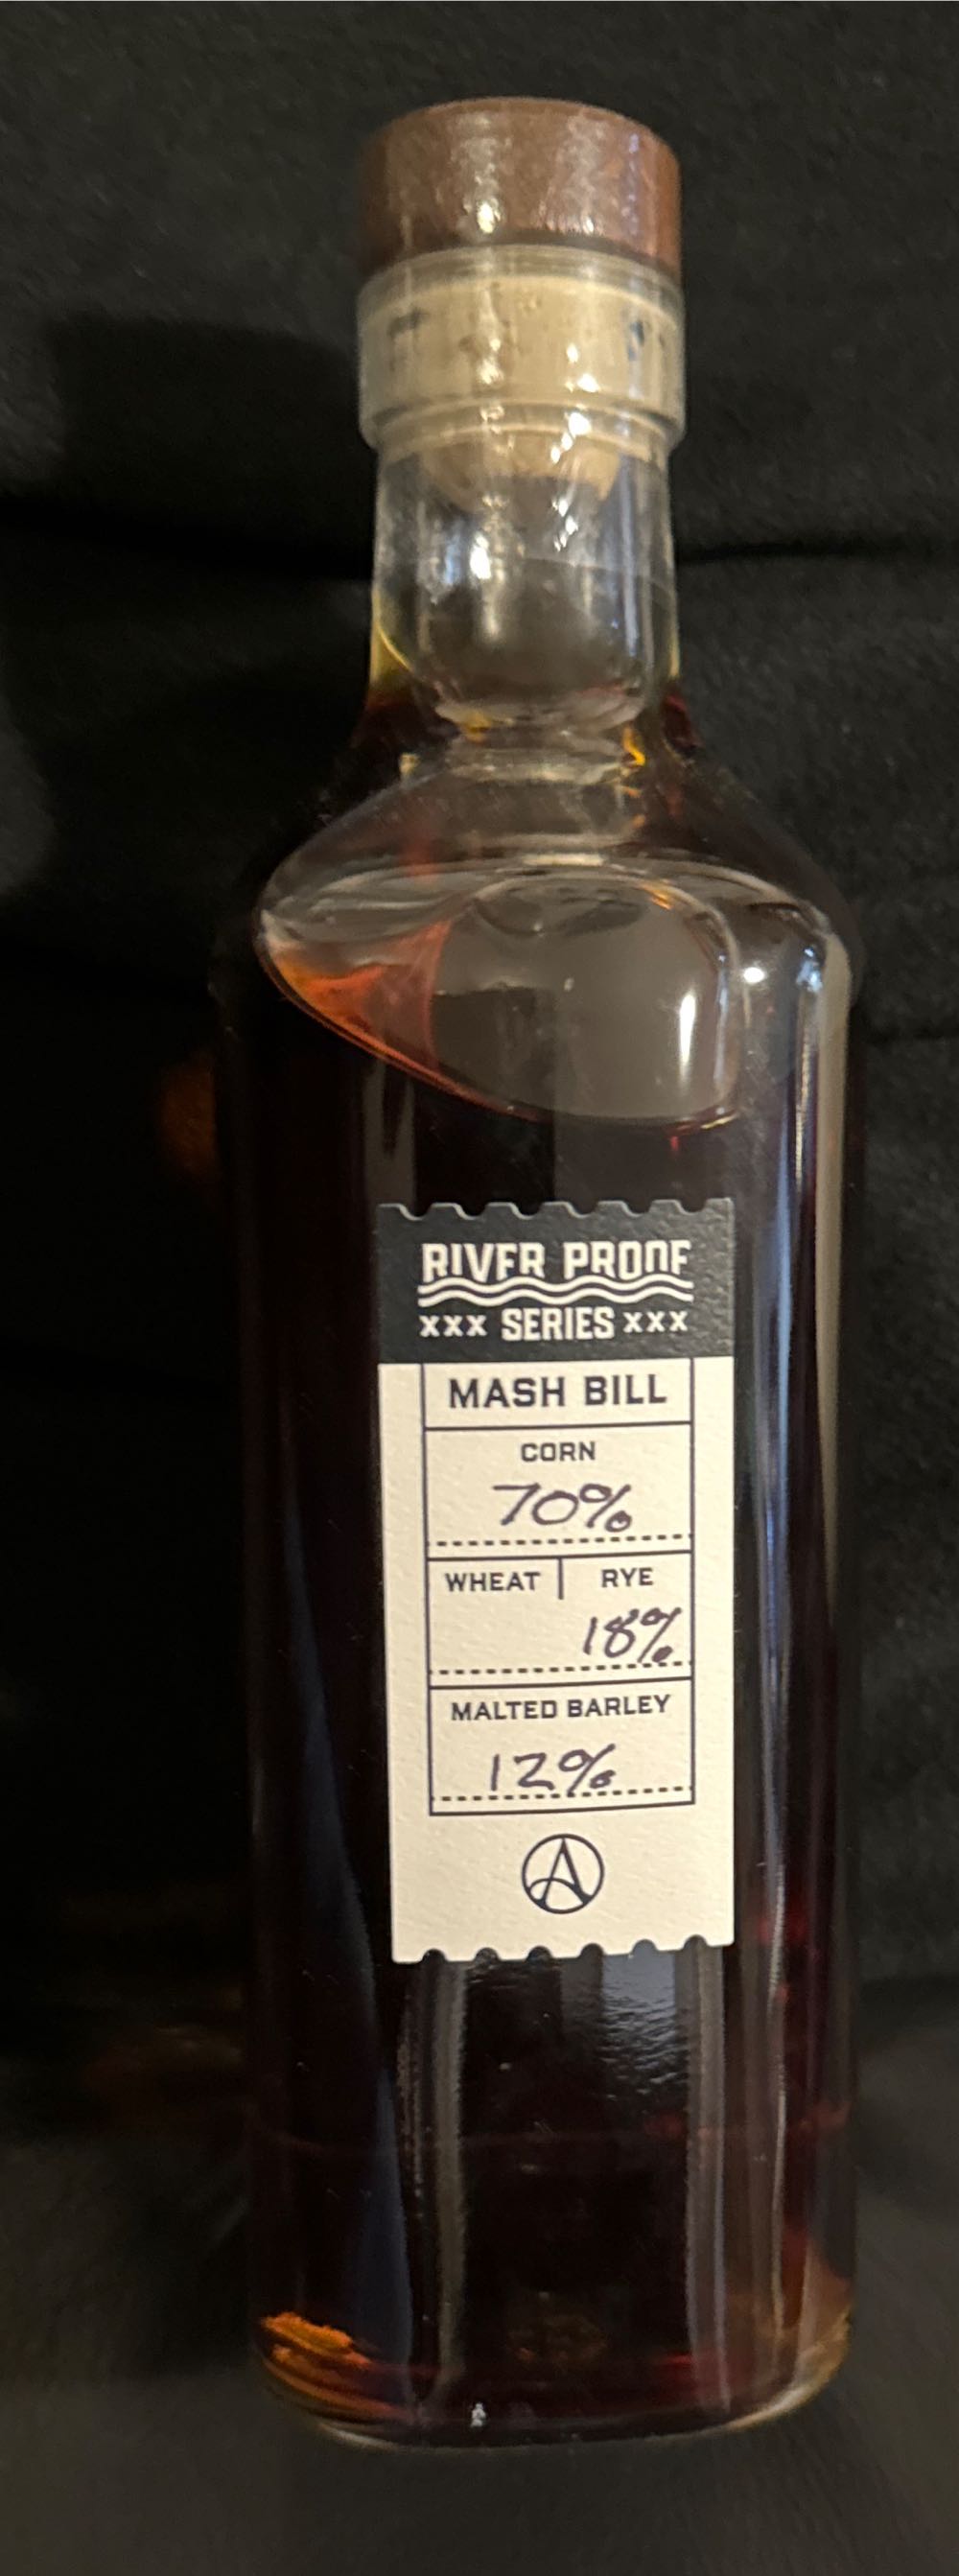 RIVER PROOF
xxx SERIES xxx
MASH BILL
CORN
70%
WHEAT | RYE
18%
MALTED BARLEY
12%
A